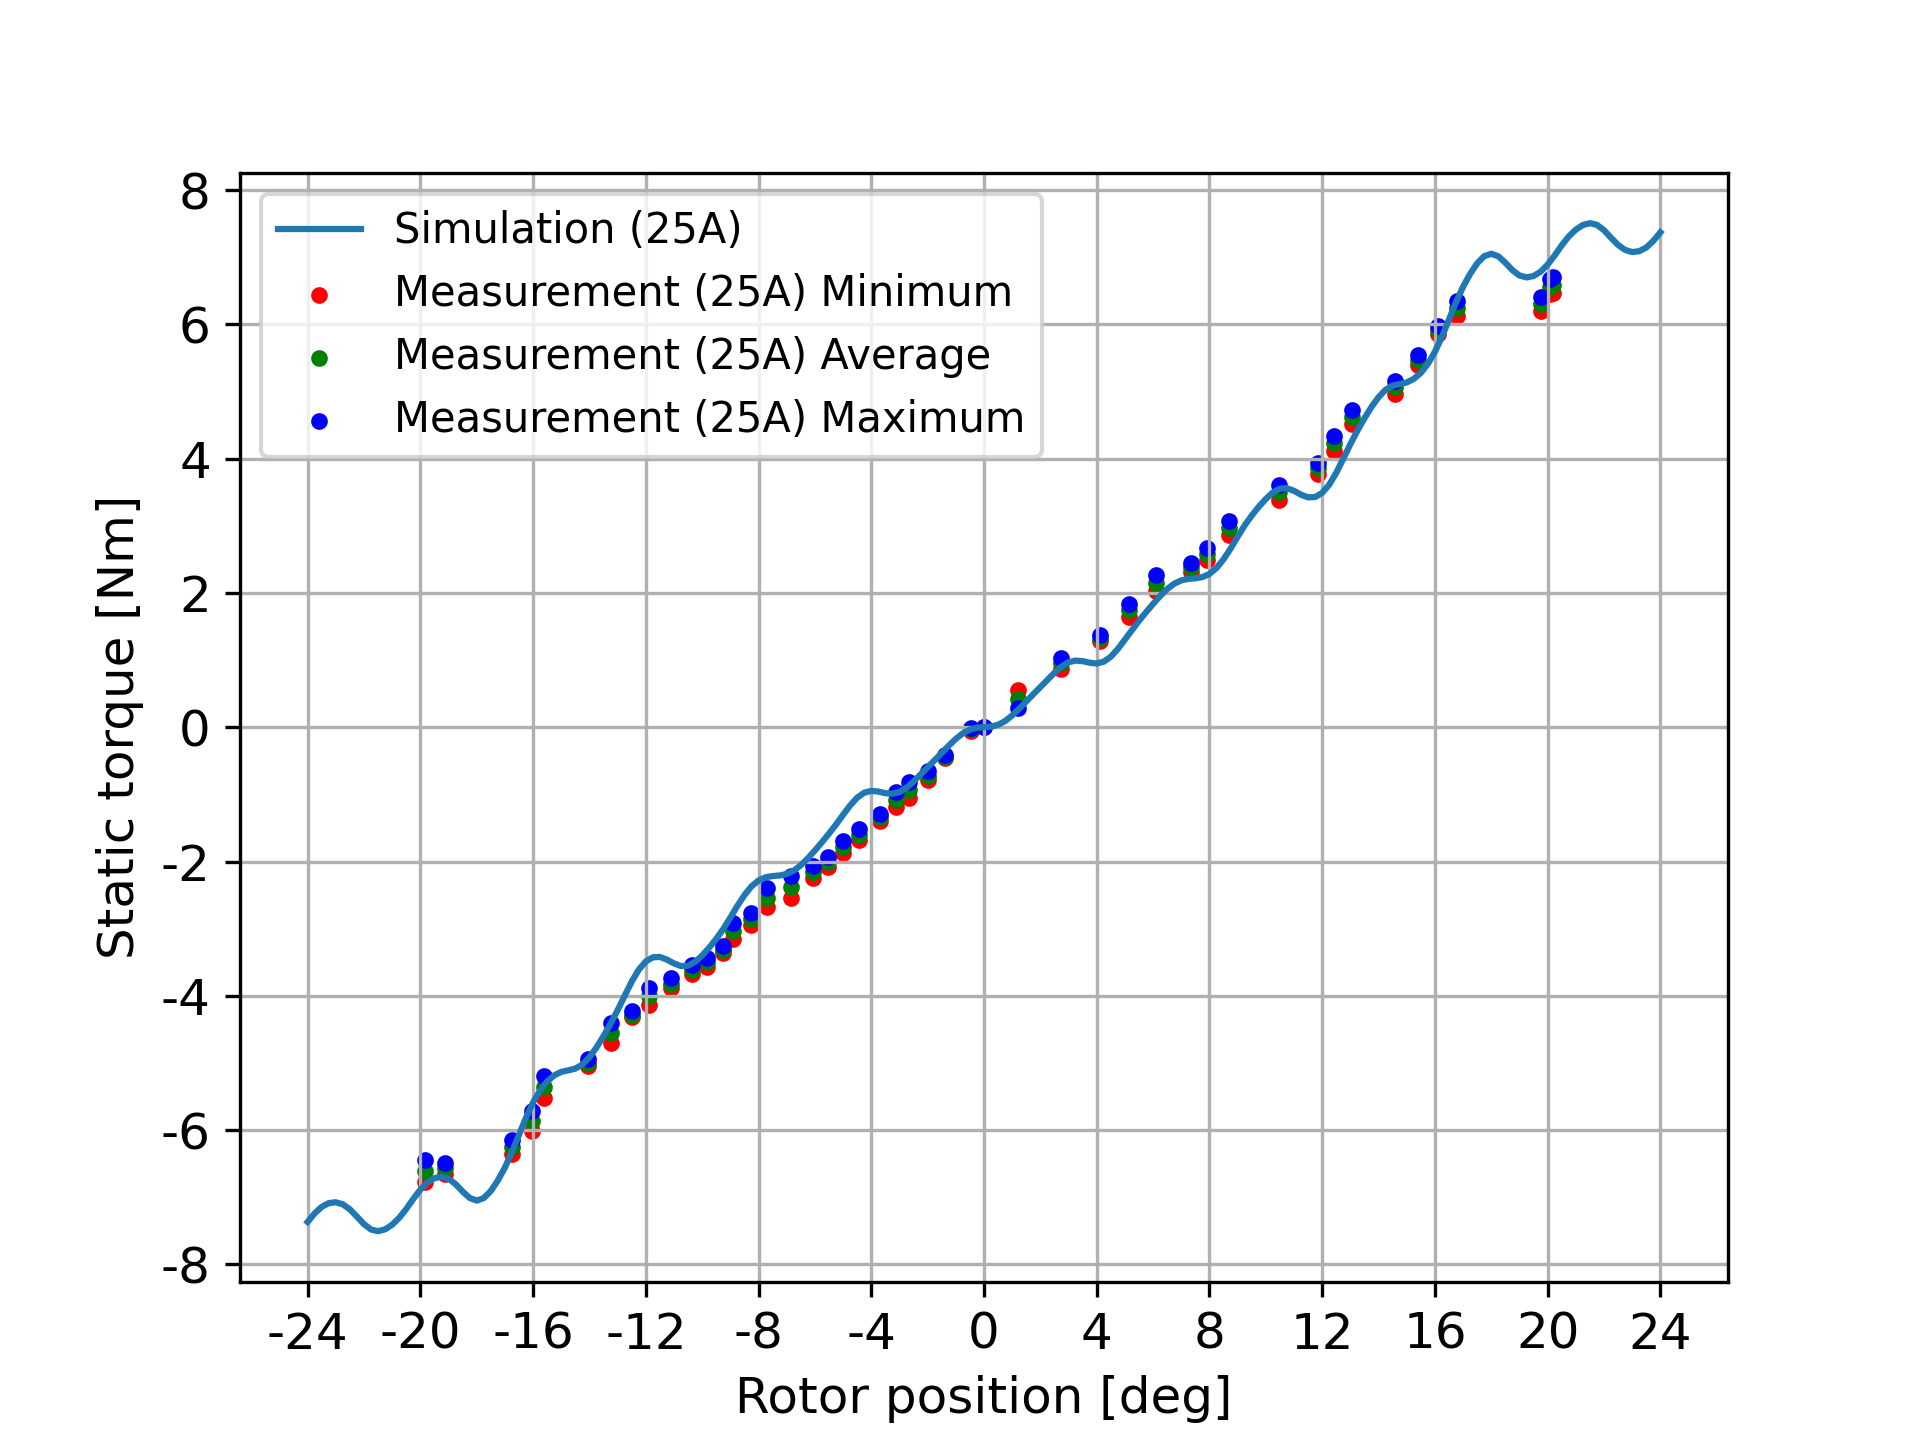 8
6
4
2
0
-2
-4
-6
-8
Static torque [Nm]
Simulation (25A)
Measurement (25A) Minimum
Measurement (25A) Average
Measurement (25A) Maximum
-24 -20 -16 -12 -8 -4 0 4 8 12 16 20 24
Rotor position [deg]